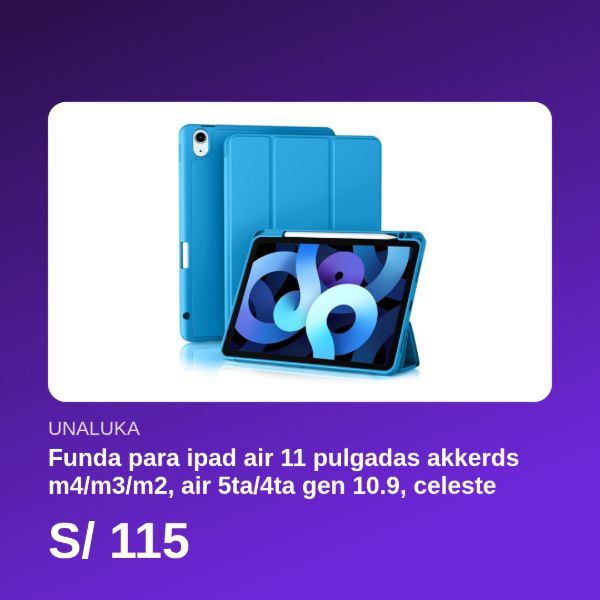 UNALUKA
Funda para ipad air 11 pulgadas akkerds
m4/m3/m2, air 5ta/4ta gen 10.9, celeste
S/ 115